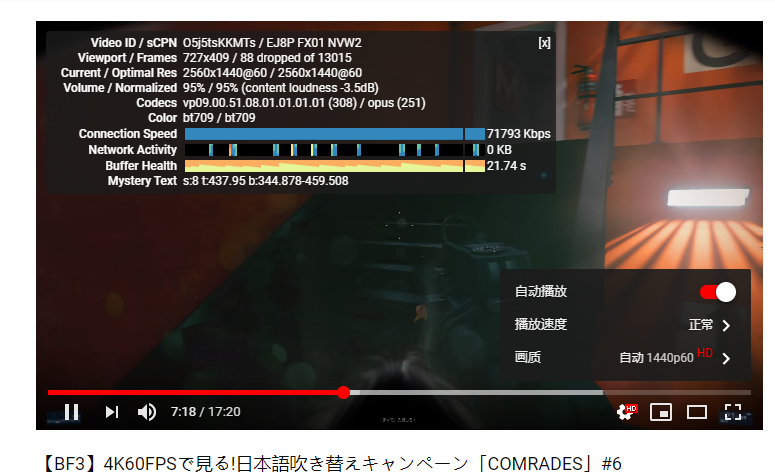 Video ID / sCPN O5j5tsKKMTs / EJ8P FX01 NVW2 [x]
Viewport / Frames 727x409 / 88 dropped of 13015
Current / Optimal Res 2560x1440@60 / 2560x1440@60
Volume / Normalized 95% / 95% (content loudness -3.5dB)
Codecs vp09.00.51.08.01.01.01.01 (308) / opus (251)
Color bt709 / bt709
Connection Speed 71793 Kbps
Network Activity 0 KB
Buffer Health 21.74 s
Mystery Text s:8 t:437.95 b:344.878-459.508
自动播放
播放速度 正常
画质 自动 1440p60 HD
7:18 / 17:20 HD
【BF3】4K60FPSで見る!日本語吹き替えキャンペーン「COMRADES」#6